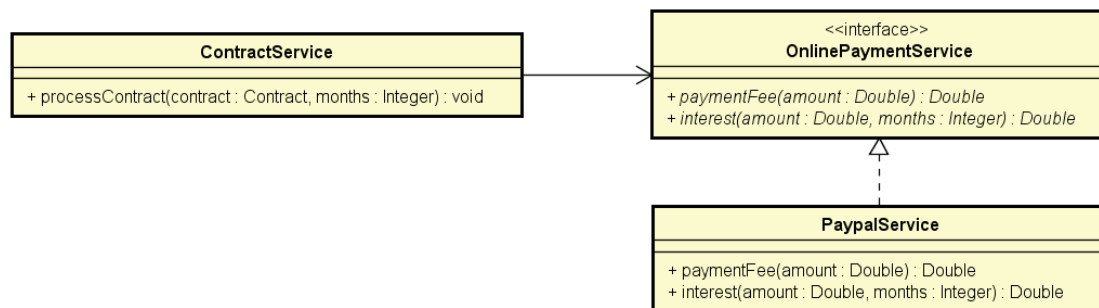 ContractService
+ processContract(contract : Contract, months : Integer) : void
<<interface>>
OnlinePaymentService
+ paymentFee(amount : Double) : Double
+ interest(amount : Double, months : Integer) : Double
PaypalService
+ paymentFee(amount : Double) : Double
+ interest(amount : Double, months : Integer) : Double